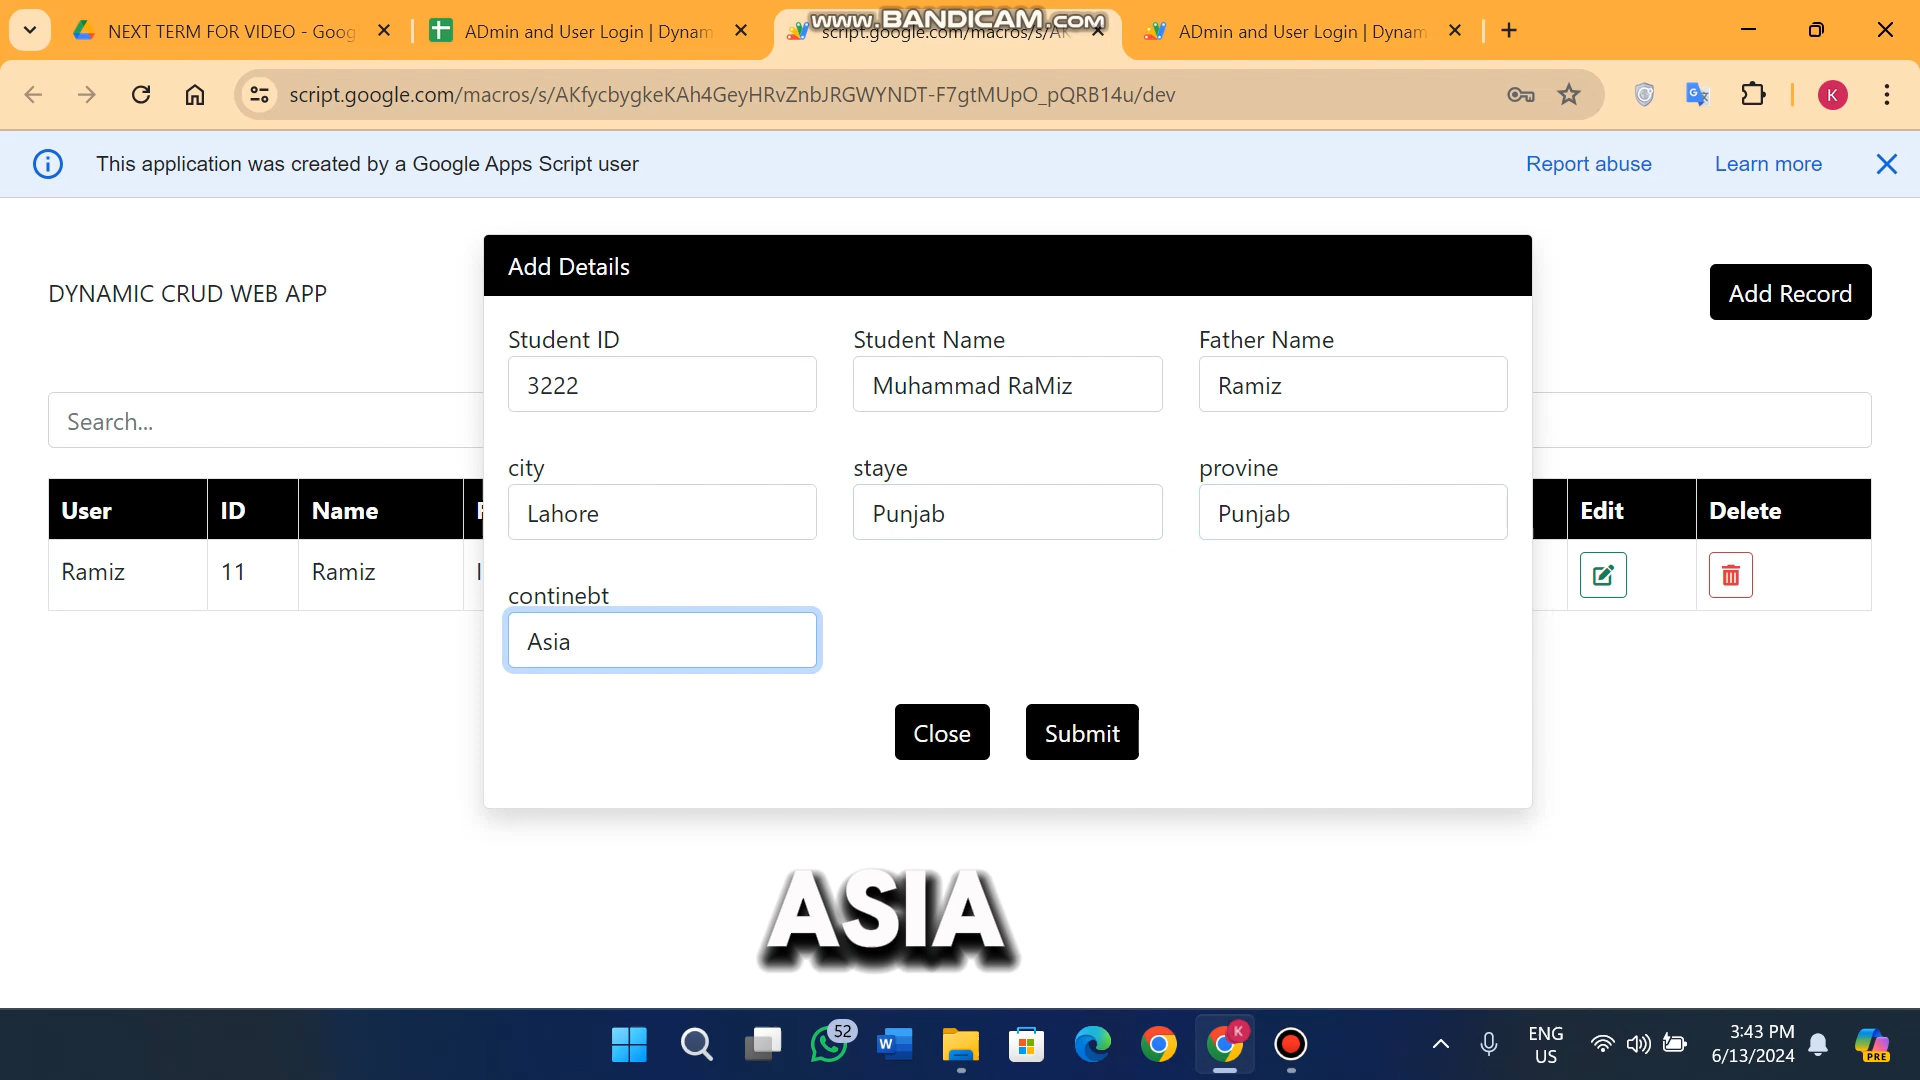 NEXT TERM FOR VIDEO - Goog
ADmin and User Login | Dynam
script.google.com/macros/s/AK
ADmin and User Login | Dynam
www.BANDICAM.COM
script.google.com/macros/s/AKfycbygkeKAh4GeyHRvZnbJRGWYNDT-F7gtMUpO_pQRB14u/dev
K
This application was created by a Google Apps Script user
Report abuse
Learn more
DYNAMIC CRUD WEB APP
Add Record
Add Details
Student ID
Student Name
Father Name
3222
Muhammad RaMiz
Ramiz
Search...
city
staye
provine
Lahore
Punjab
Punjab
User
ID
Name
Edit
Delete
Ramiz
11
Ramiz
continebt
Asia
Close
Submit
ASIA
52
W
K
ENG
US
3:43 PM
6/13/2024
PRE